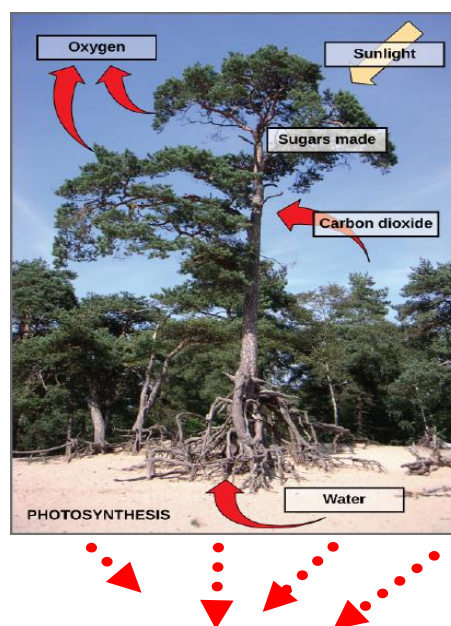 Oxygen
Sunlight
Sugars made
Carbon dioxide
Water
PHOTOSYNTHESIS